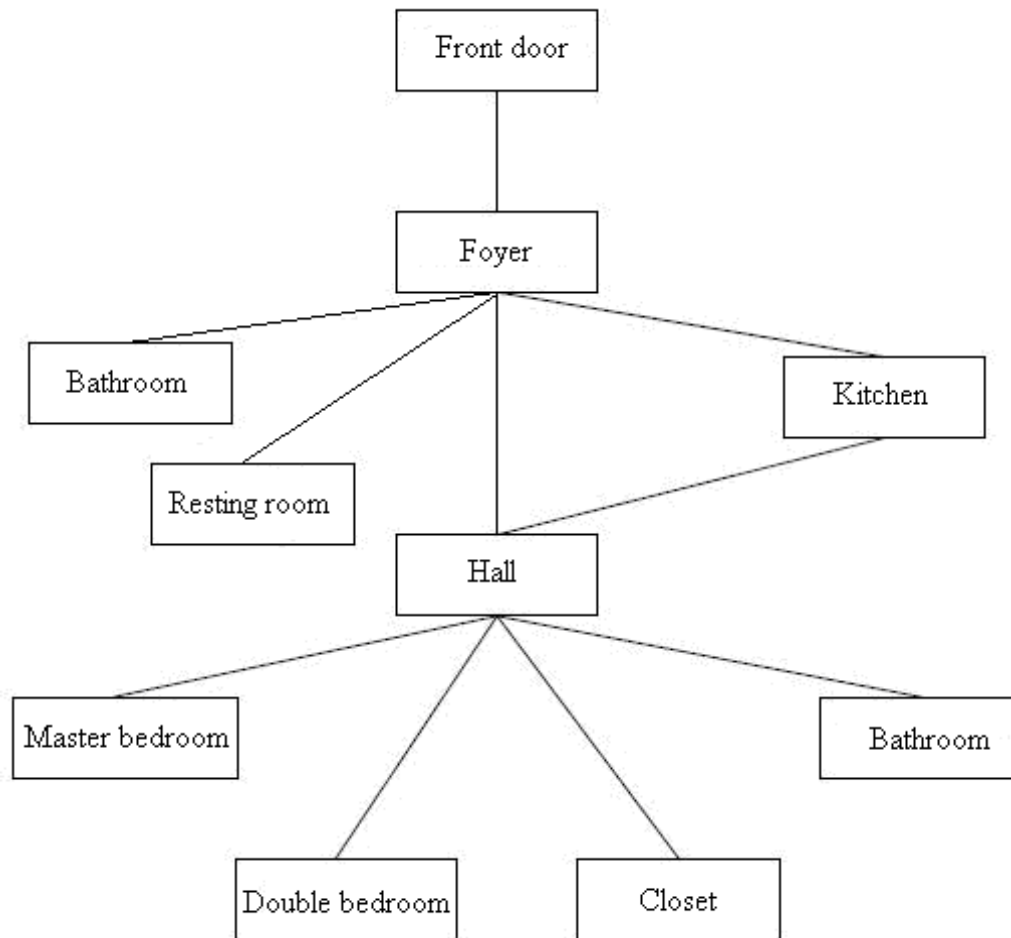 Front door
Foyer
Bathroom
Kitchen
Resting room
Hall
Master bedroom
Bathroom
Double bedroom
Closet